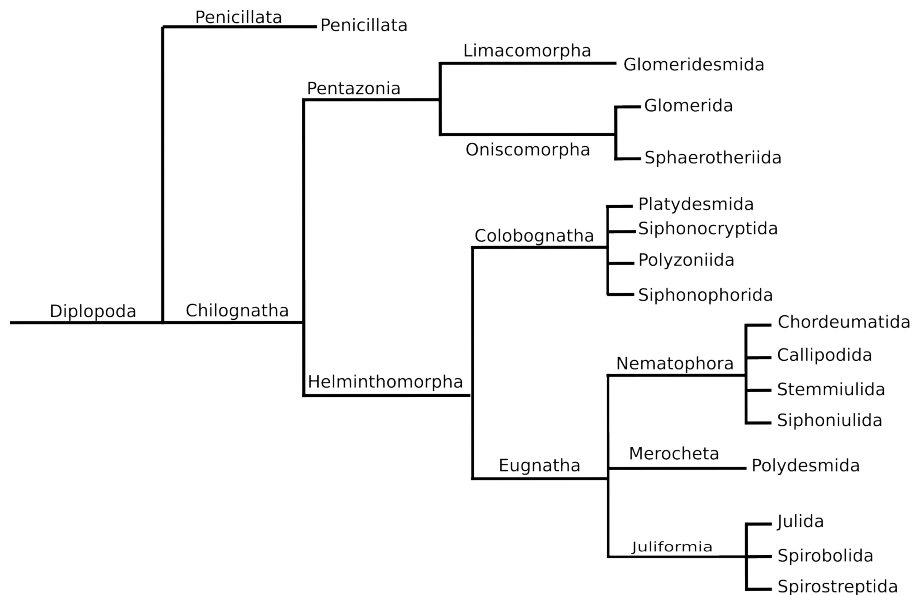 Penicillata
Penicillata
Limacomorpha
Glomeridesmida
Pentazonia
Glomerida
Oniscomorpha
Sphaerotheriida
Platydesmida
Siphonocryptida
Colobognatha
Polyzoniida
Siphonophorida
Diplopoda
Chilognatha
Chordeumatida
Callipodida
Nematophora
Helminthomorpha
Stemmiulida
Siphoniulida
Merocheta
Eugnatha
Polydesmida
Julida
Juliformia
Spirobolida
Spirostreptida